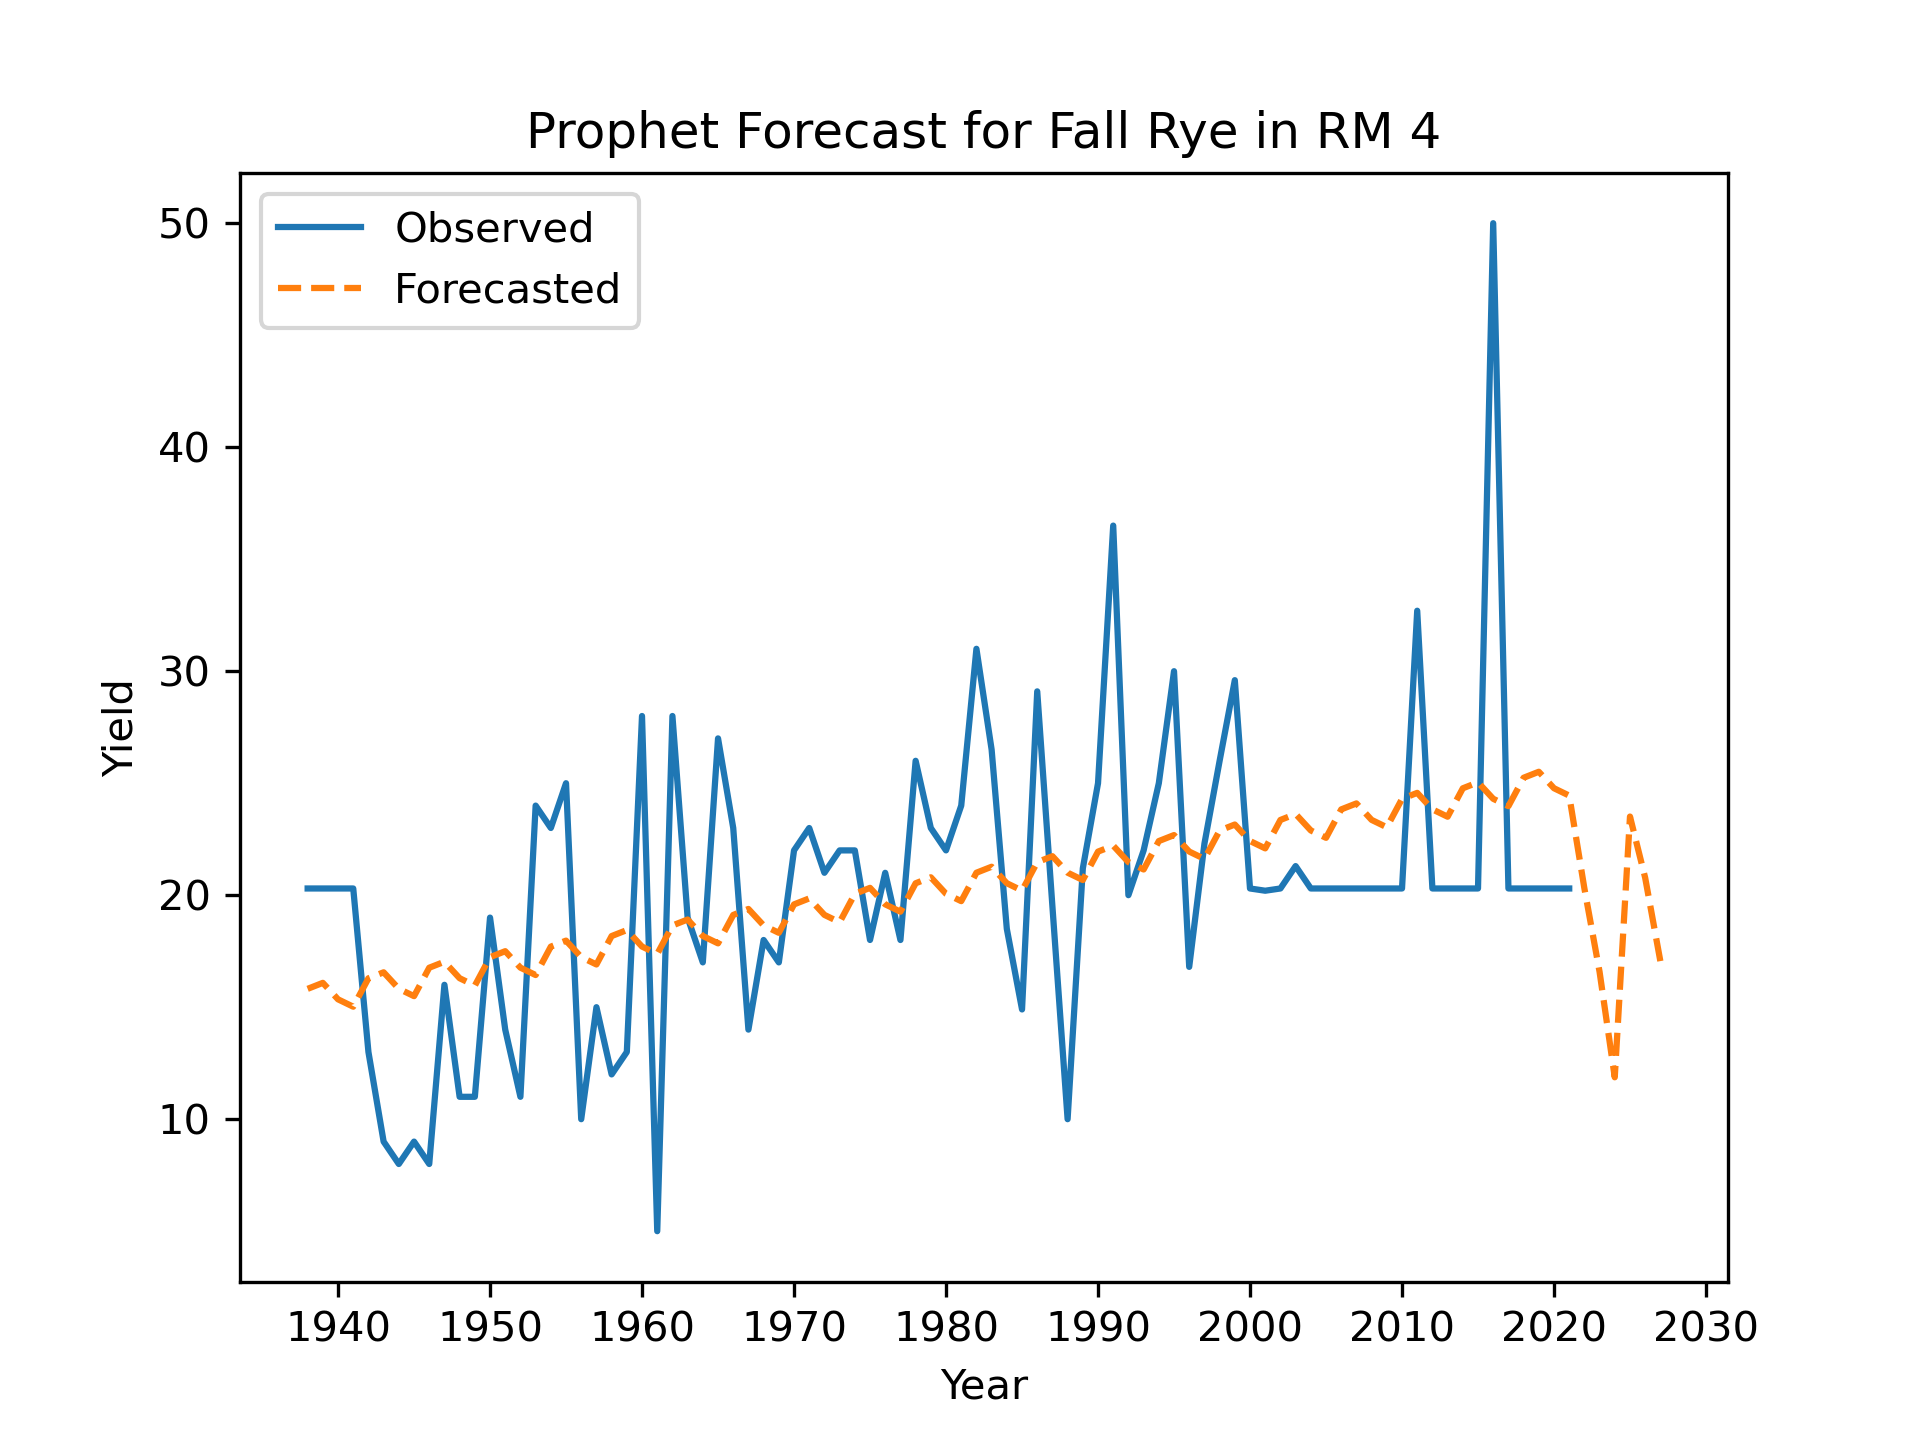 Prophet Forecast for Fall Rye in RM 4
Observed
Forecasted
50
40
30
20
10
Yield
1940 1950 1960 1970 1980 1990 2000 2010 2020 2030
Year